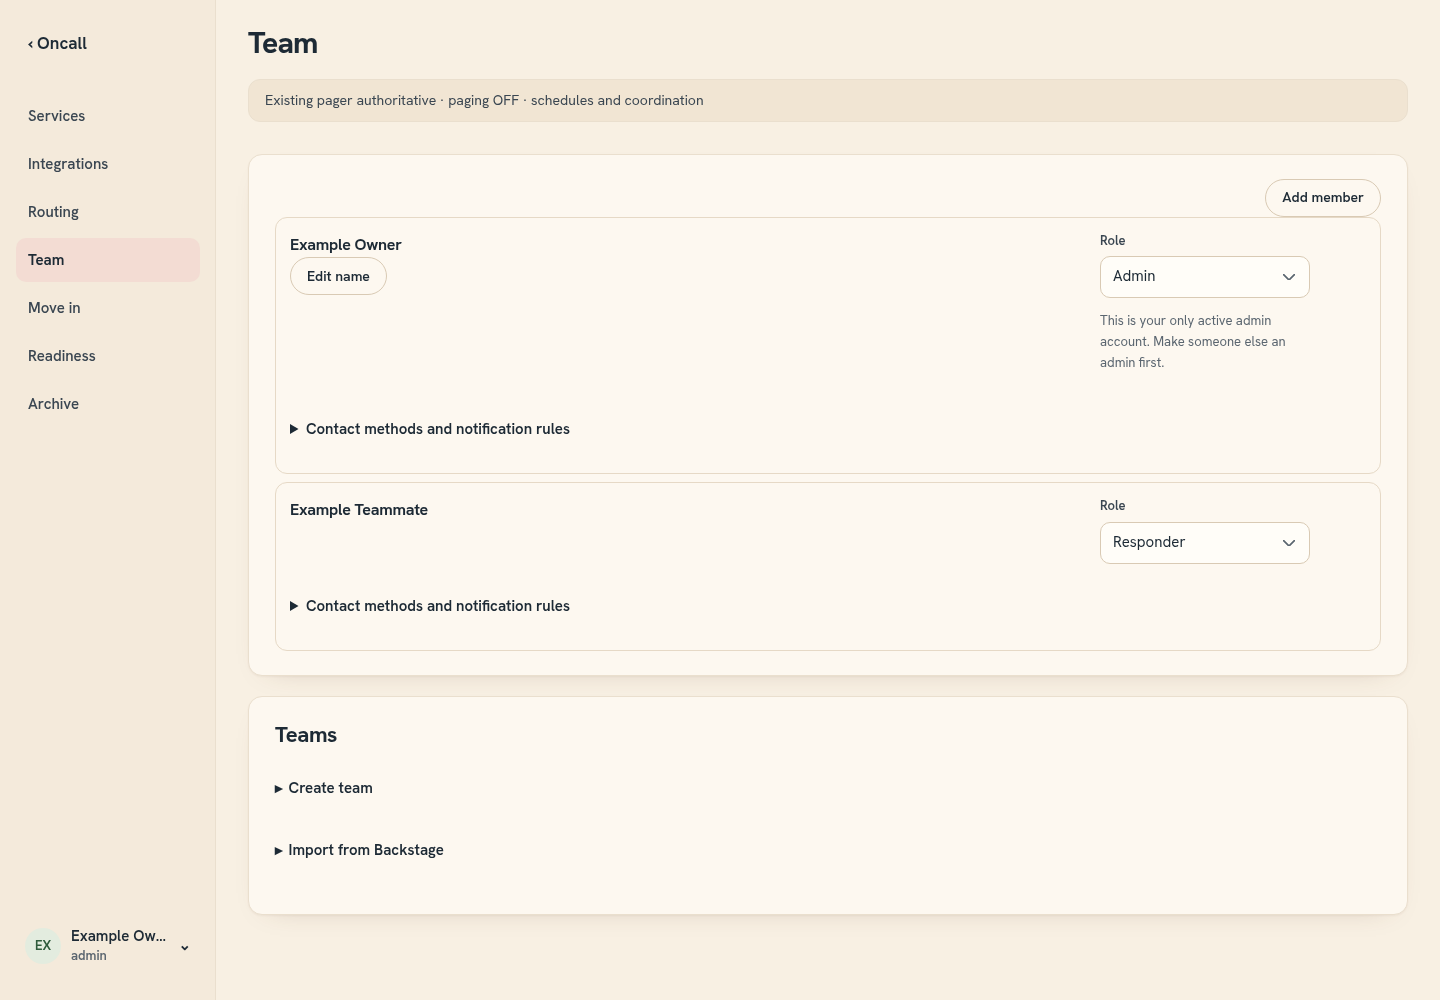 ‹ Oncall
Services
Integrations
Routing
Team
Move in
Readiness
Archive
EX
Example Ow...
admin
Team
Existing pager authoritative · paging OFF · schedules and coordination
Add member
Example Owner
Edit name
Role
Admin
This is your only active admin
account. Make someone else an
admin first.
Contact methods and notification rules
Example Teammate
Role
Responder
Contact methods and notification rules
Teams
Create team
Import from Backstage